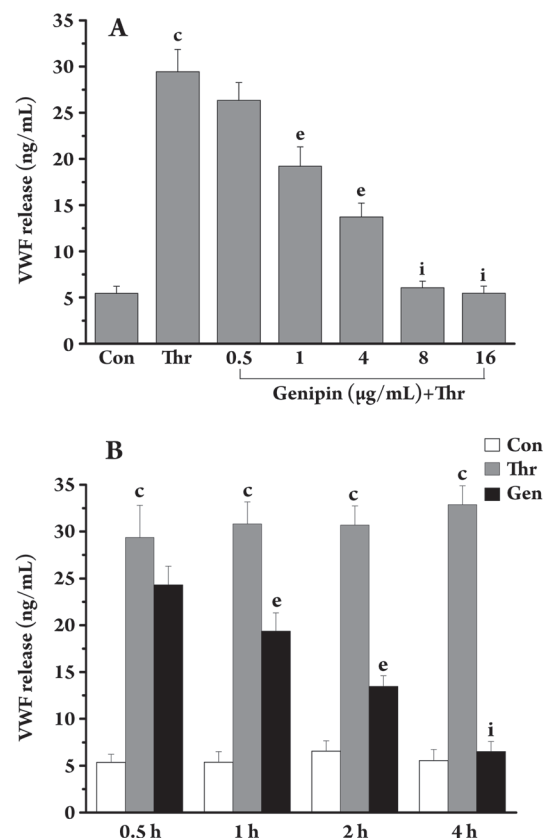 A
c
35
30
25
20
15
10
5
0
VWF release (ng/mL)
e
e
i
i
Con Thr 0.5 1 4 8 16
Genipin (μg/mL)+Thr
B
Con
Thr
Gen
35
30
25
20
15
10
5
0
VWF release (ng/mL)
c
c
c
c
e
e
i
0.5 h 1 h 2 h 4 h